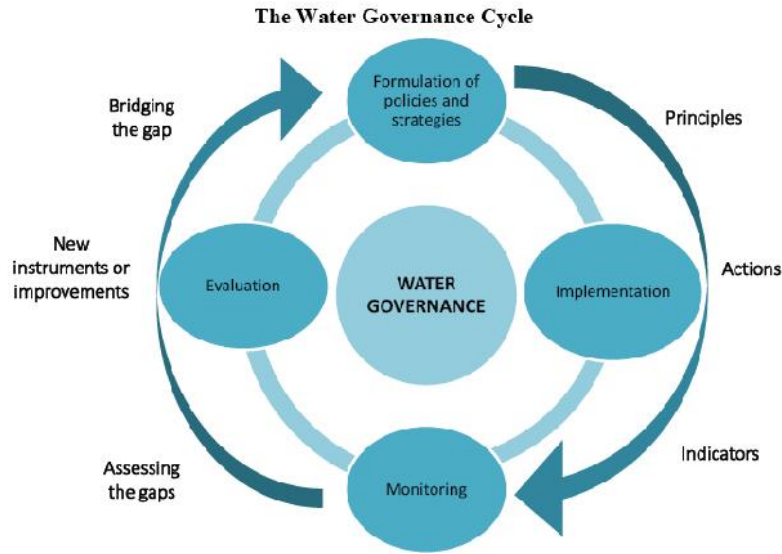 The Water Governance Cycle
Formulation of
policies and
strategies
Principles
Actions
Implementation
Indicators
Monitoring
Assessing
the gaps
New
instruments or
improvements
Evaluation
Bridging
the gap
WATER
GOVERNANCE